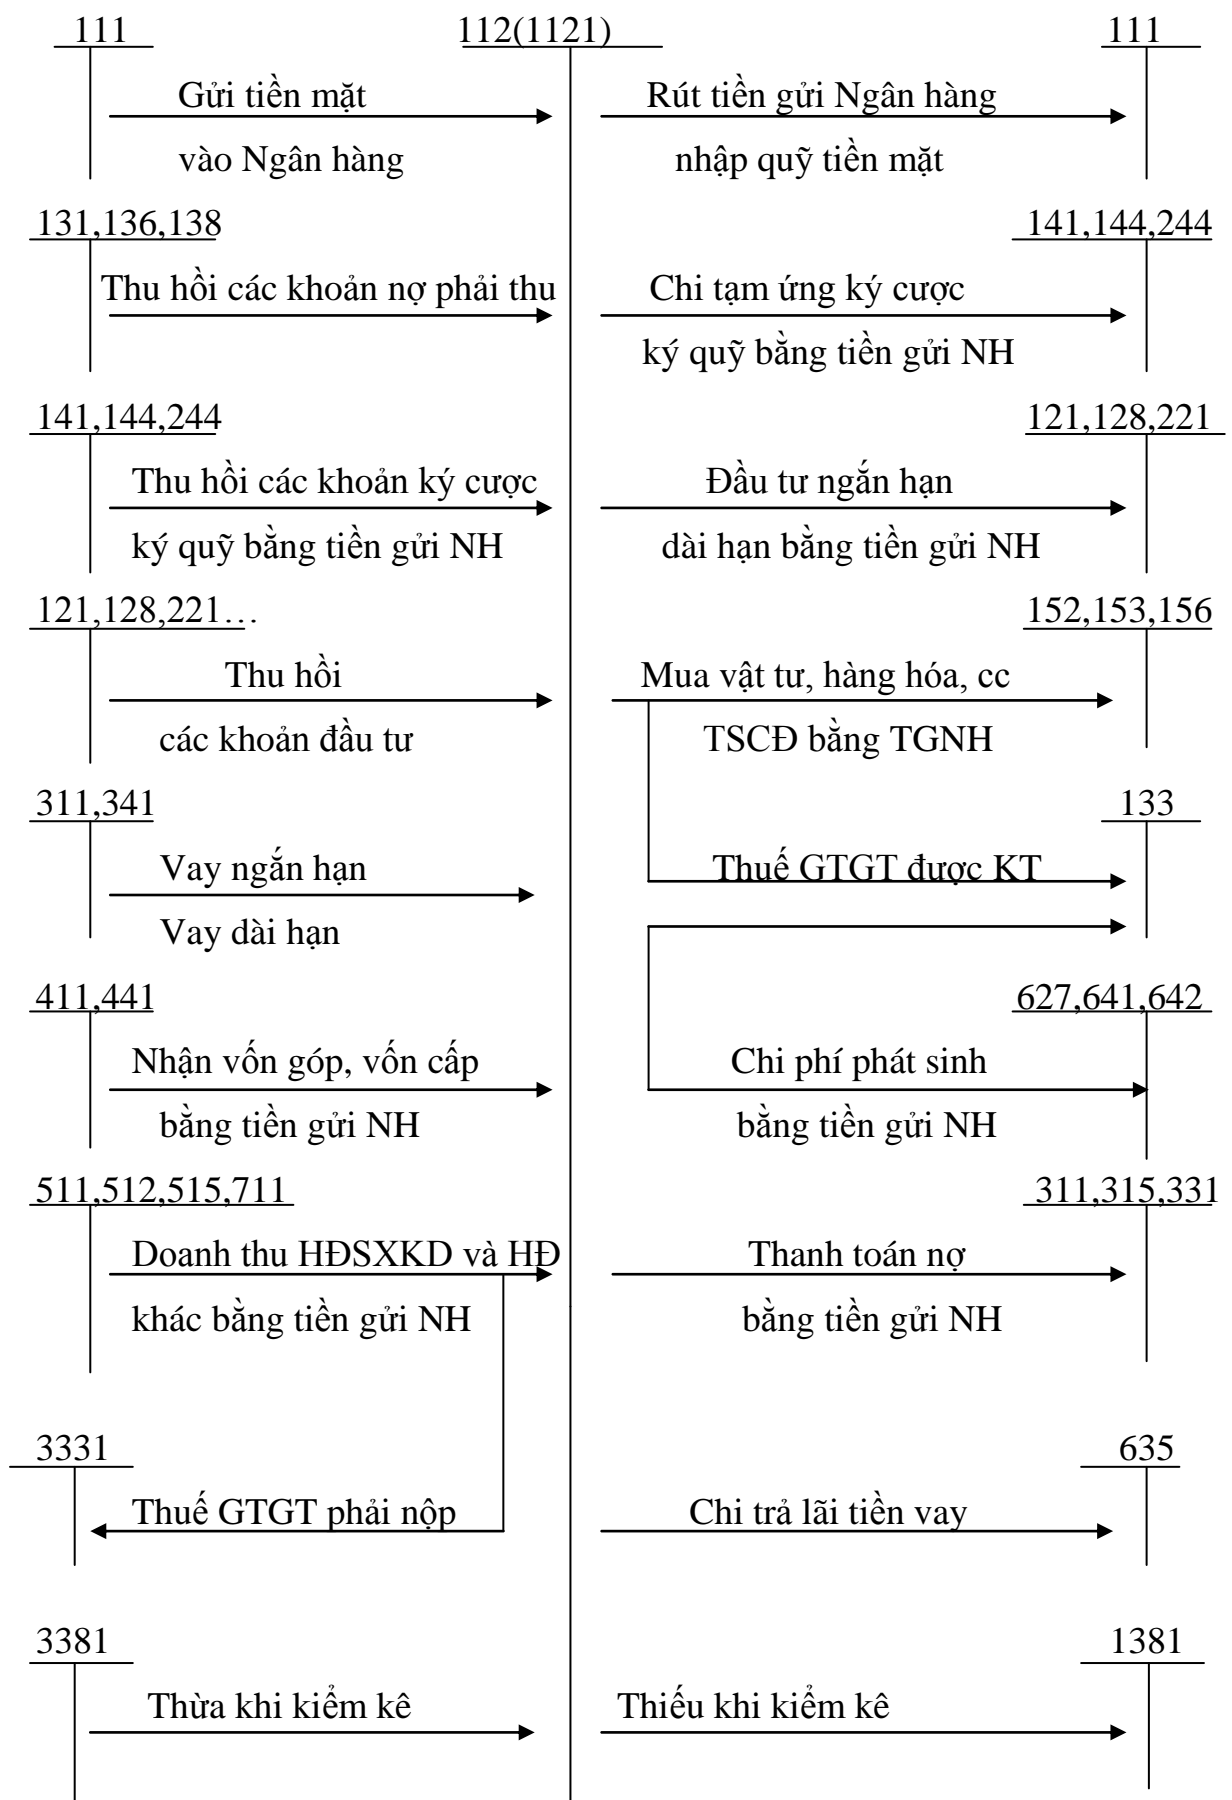 111 112(1121) 111
Gửi tiền mặt Rút tiền gửi Ngân hàng
vào Ngân hàng nhập quỹ tiền mặt
131,136,138 141,144,244
Thu hồi các khoản nợ phải thu Chi tạm ứng ký cược
ký quỹ bằng tiền gửi NH
141,144,244 121,128,221
Thu hồi các khoản ký cược Đầu tư ngắn hạn
ký quỹ bằng tiền gửi NH dài hạn bằng tiền gửi NH
121,128,221… 152,153,156
Thu hồi Mua vật tư, hàng hóa, cc
các khoản đầu tư TSCĐ bằng TGNH
311,341 133
Vay ngắn hạn Thuế GTGT được KT
Vay dài hạn
411,441 627,641,642
Nhận vốn góp, vốn cấp Chi phí phát sinh
bằng tiền gửi NH bằng tiền gửi NH
511,512,515,711 311,315,331
Doanh thu HĐSXKD và HĐ Thanh toán nợ
khác bằng tiền gửi NH bằng tiền gửi NH
3331 635
Thuế GTGT phải nộp Chi trả lãi tiền vay
3381 1381
Thừa khi kiểm kê Thiếu khi kiểm kê